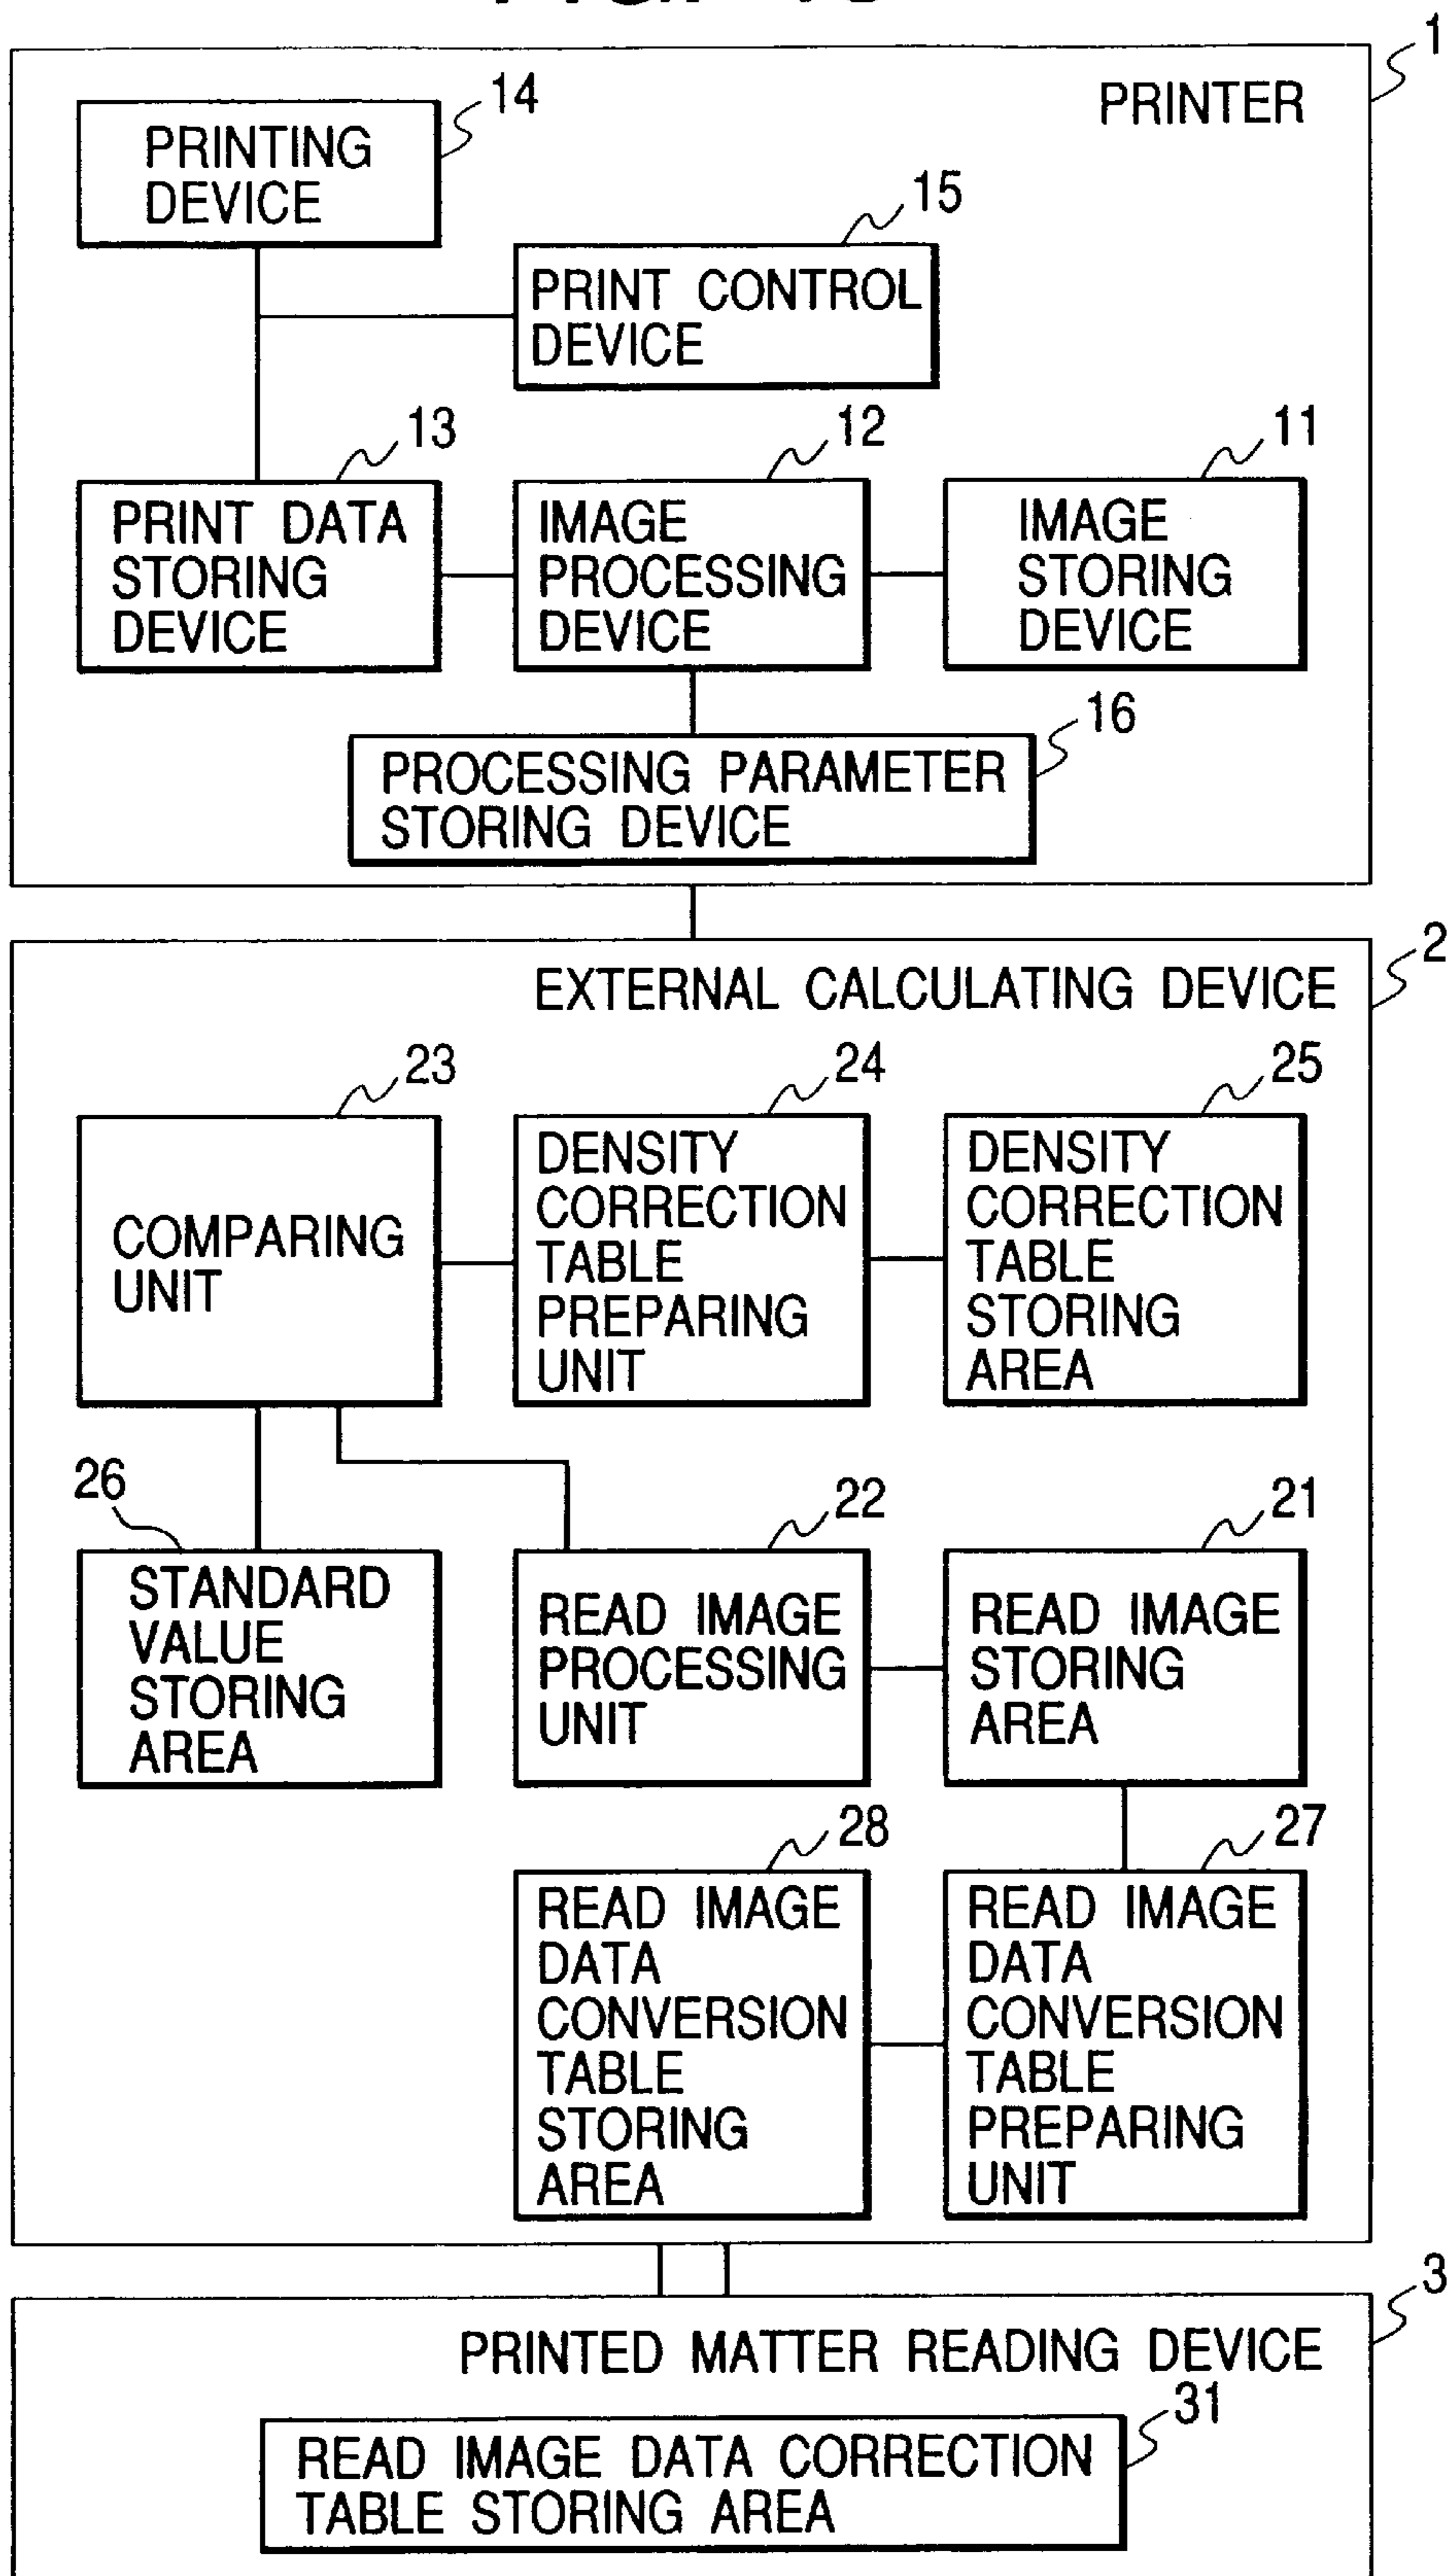 1
PRINTER
14
PRINTING
DEVICE
15
PRINT CONTROL
DEVICE
13
PRINT DATA
STORING
DEVICE
12
IMAGE
PROCESSING
DEVICE
11
IMAGE
STORING
DEVICE
16
PROCESSING PARAMETER
STORING DEVICE
2
EXTERNAL CALCULATING DEVICE
23
COMPARING
UNIT
24
DENSITY
CORRECTION
TABLE
PREPARING
UNIT
25
DENSITY
CORRECTION
TABLE
STORING
AREA
26
STANDARD
VALUE
STORING
AREA
22
READ IMAGE
PROCESSING
UNIT
21
READ IMAGE
STORING
AREA
28
READ IMAGE
DATA
CONVERSION
TABLE
STORING
AREA
27
READ IMAGE
DATA
CONVERSION
TABLE
PREPARING
UNIT
3
PRINTED MATTER READING DEVICE
31
READ IMAGE DATA CORRECTION
TABLE STORING AREA